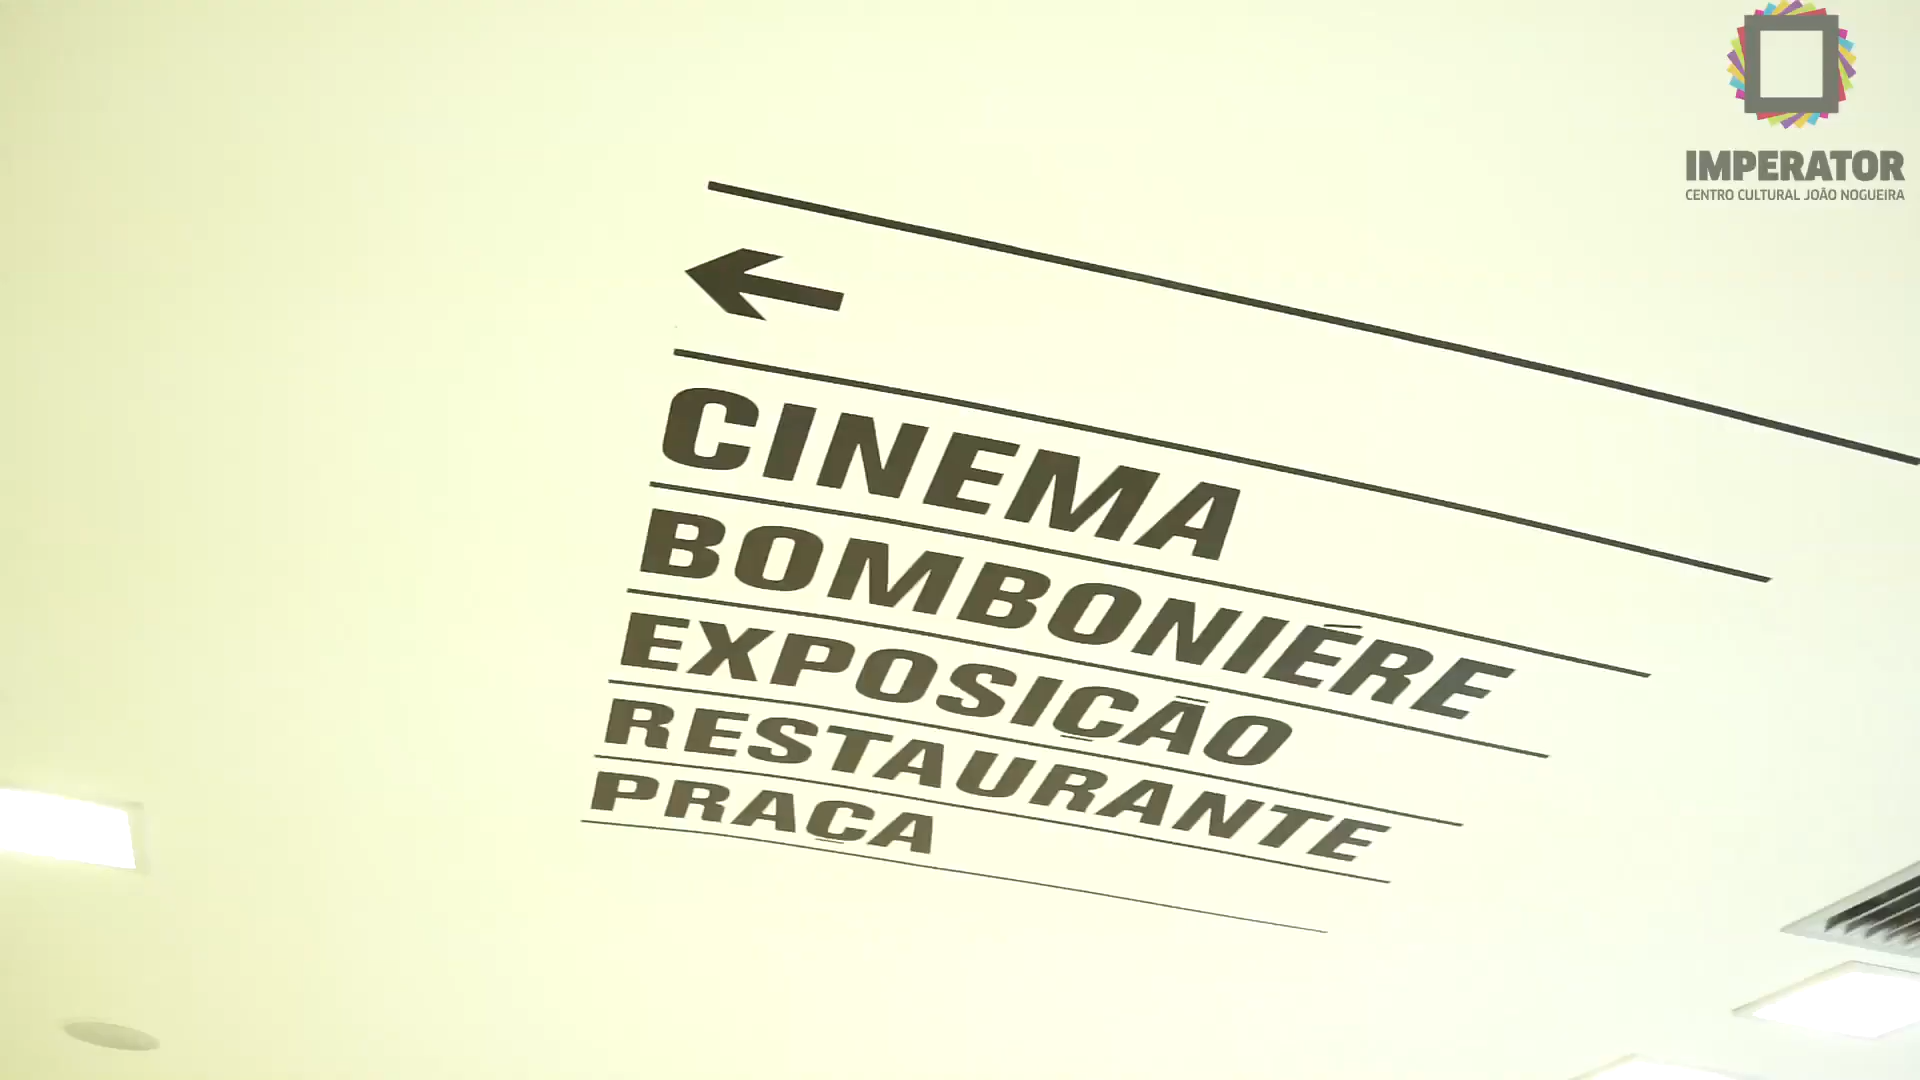 IMPERATOR
CENTRO CULTURAL JOÃO NOGUEIRA
CINEMA
BOMBONIÉRE
EXPOSIÇÃO
RESTAURANTE
PRAÇA